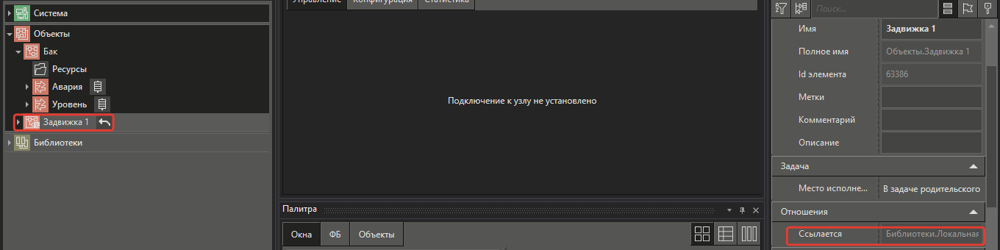 Система
Объекты
Бак
Ресурсы
Авария
Уровень
Задвижка 1
Библиотеки
Управление Конфигурация Статистика
Подключение к узлу не установлено
Палитра
Окна ФБ Объекты
Поиск...
Имя Задвижка 1
Полное имя Объекты.Задвижка 1
Id элемента 63386
Метки
Комментарий
Описание
Задача
Место исполне... В задаче родительского
Отношения
Ссылается Библиотеки.Локальная